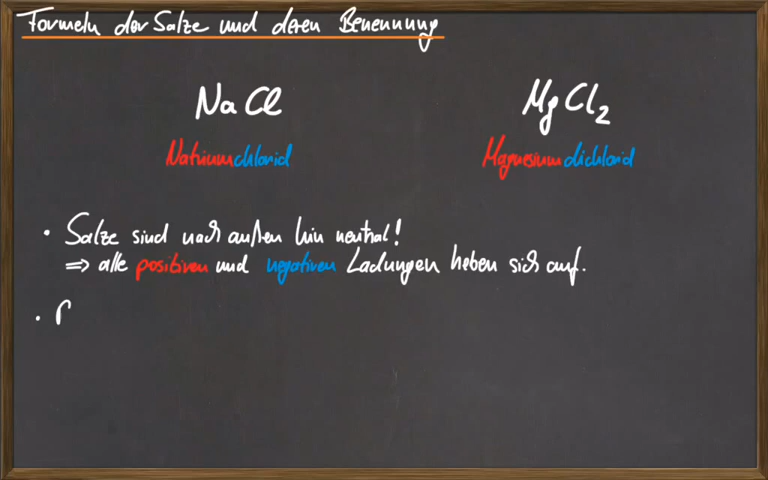 Formeln der Salze und deren Benennung
NaCl
MgCl₂
Natriumchlorid
Magnesiumdichlorid
• Salze sind nach außen hin neutral!
⇒ alle positiven und negativen Ladungen heben sich auf.
•